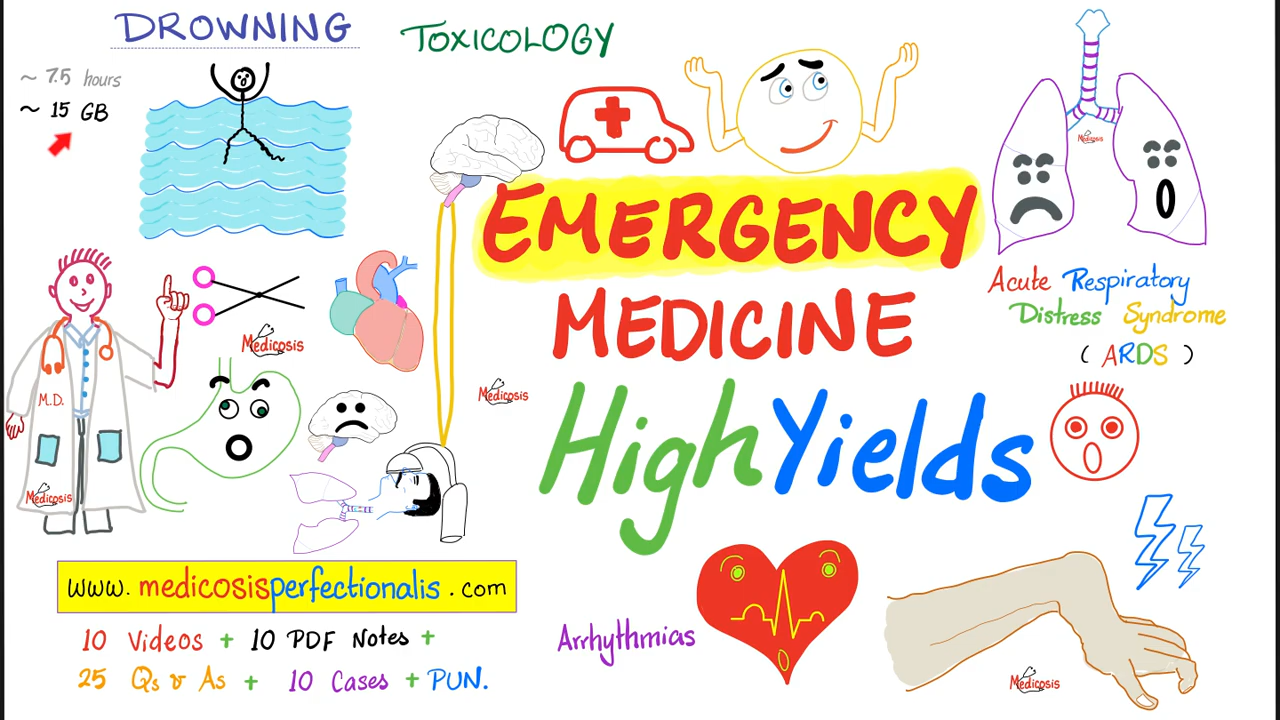 DROWNING
TOXICOLOGY
~ 7.5 hours
~ 15 GB
Medicosis
EMERGENCY
MEDICINE
High Yields
Acute Respiratory
Distress Syndrome
( ARDS )
Medicosis
Medicosis
M.D.
Medicosis
www.medicosisperfectionalis.com
10 Videos + 10 PDF Notes +
25 Qs & As + 10 Cases + PUN.
Arrhythmias
Medicosis